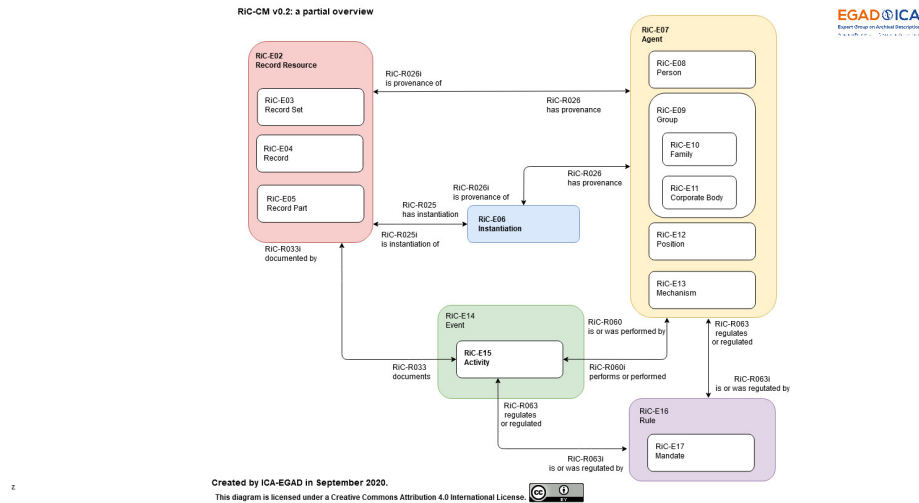 RiC-CM v0.2: a partial overview
EGAD ICA
Expert Group on Archival Description
RiC-E02
Record Resource
RiC-E03
Record Set
RiC-E04
Record
RiC-E05
Record Part
RiC-R026i
is provenance of
RiC-R026
has provenance
RiC-E07
Agent
RiC-E08
Person
RiC-E09
Group
RiC-E10
Family
RiC-E11
Corporate Body
RiC-E12
Position
RiC-E13
Mechanism
RiC-R026
has provenance
RiC-R026i
is provenance of
RiC-R025
has instantiation
RiC-R025i
is instantiation of
RiC-E06
Instantiation
RiC-R033i
documented by
RiC-E14
Event
RiC-E15
Activity
RiC-R033
documents
RiC-R060
is or was performed by
RiC-R060i
performs or performed
RiC-R063
regulates
or regulated
RiC-R063i
is or was regutated by
RiC-R063
regulates
or regulated
RiC-R063i
is or was regutated by
RiC-E16
Rule
RiC-E17
Mandate
z
Created by ICA-EGAD in September 2020.
This diagram is licensed under a Creative Commons Attribution 4.0 International License.
cc
BY